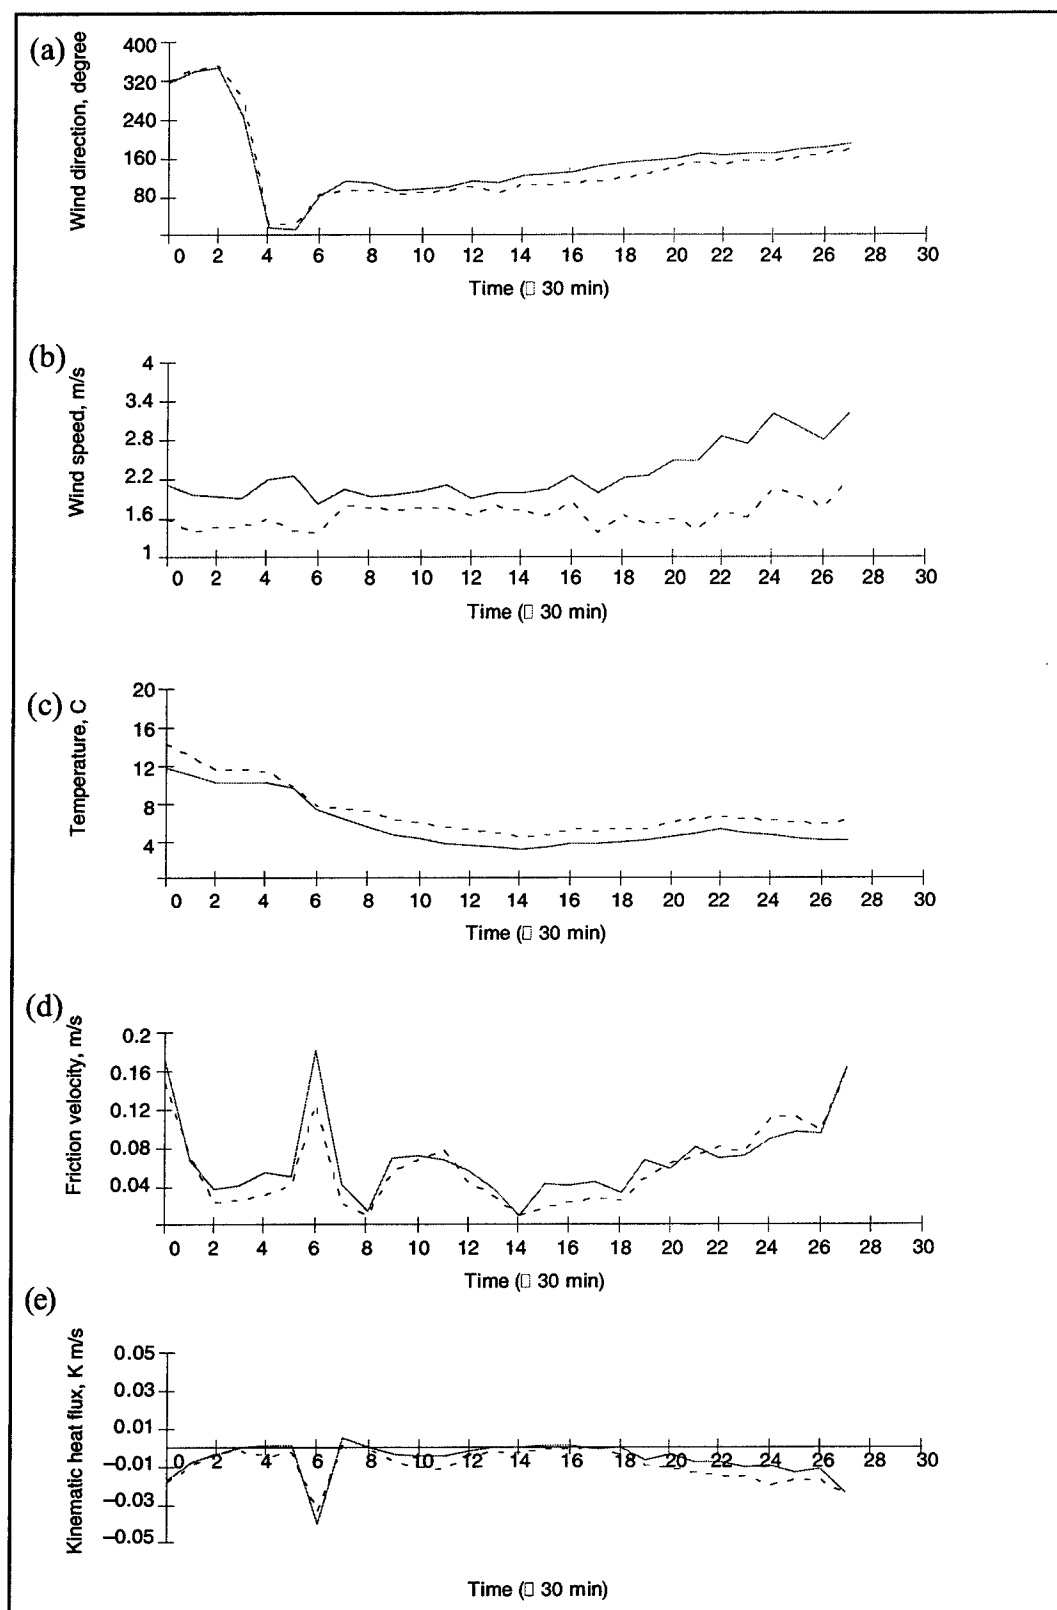 (a)
Wind direction, degree
400
320
240
160
80
0 2 4 6 8 10 12 14 16 18 20 22 24 26 28 30
Time (▯ 30 min)
(b)
Wind speed, m/s
4
3.4
2.8
2.2
1.6
1
0 2 4 6 8 10 12 14 16 18 20 22 24 26 28 30
Time (▯ 30 min)
(c)
Temperature, C
20
16
12
8
4
0 2 4 6 8 10 12 14 16 18 20 22 24 26 28 30
Time (▯ 30 min)
(d)
Friction velocity, m/s
0.2
0.16
0.12
0.08
0.04
0 2 4 6 8 10 12 14 16 18 20 22 24 26 28 30
Time (▯ 30 min)
(e)
Kinematic heat flux, K m/s
0.05
0.03
0.01
−0.01
−0.03
−0.05
0 2 4 6 8 10 12 14 16 18 20 22 24 26 28 30
Time (▯ 30 min)